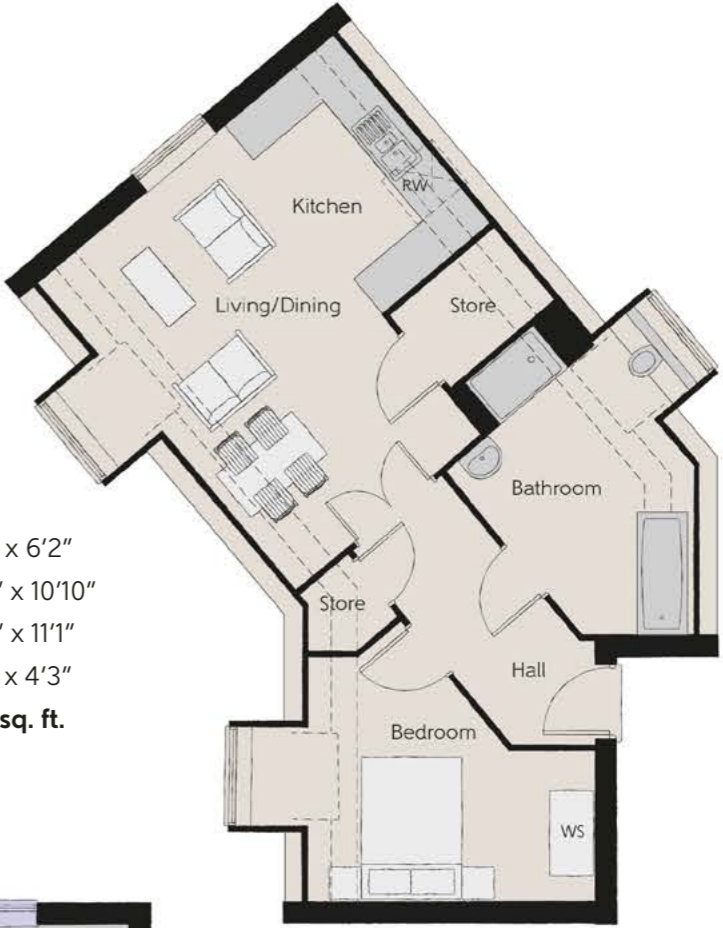 Kitchen
RW
Living/Dining
Store
Bathroom
x 6'2"
x 10'10"
x 11'1"
x 4'3"
sq. ft.
Store
Hall
Bedroom
WS